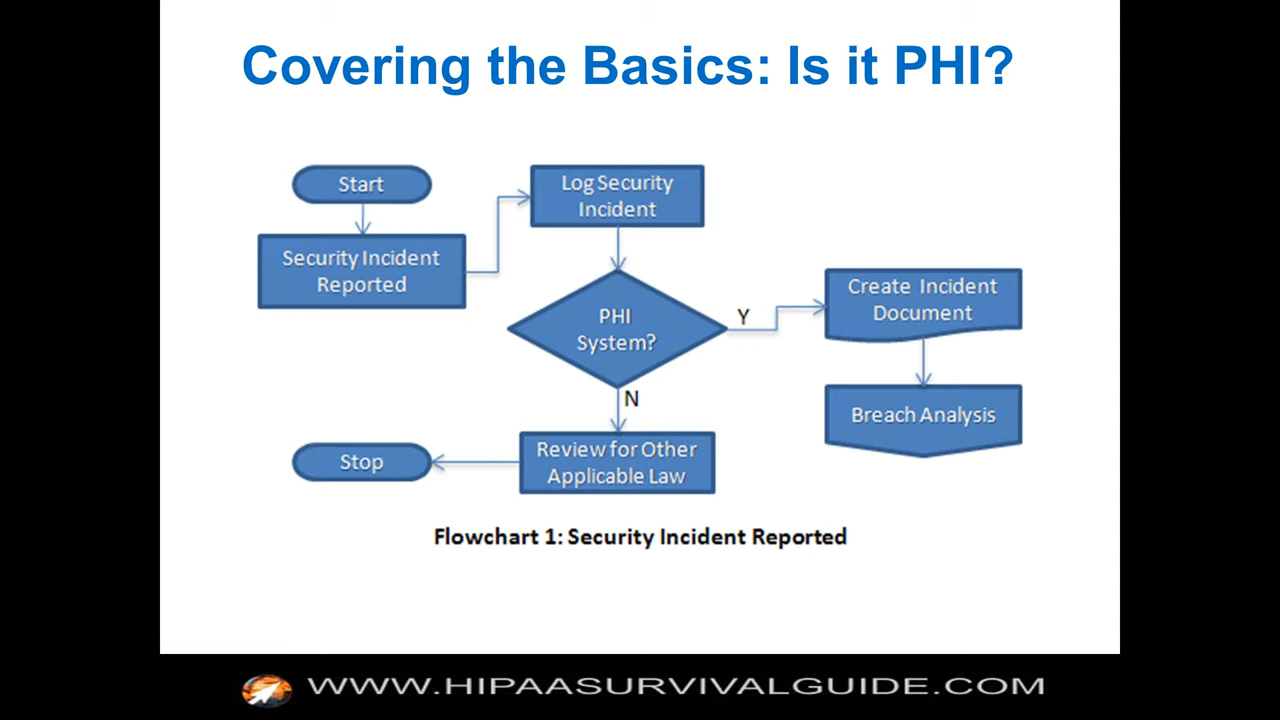 Covering the Basics: Is it PHI?
Start
Security Incident
Reported
Log Security
Incident
PHI
System?
Y
Create Incident
Document
Breach Analysis
N
Review for Other
Applicable Law
Stop
Flowchart 1: Security Incident Reported
WWW.HIPAASURVIVALGUIDE.COM